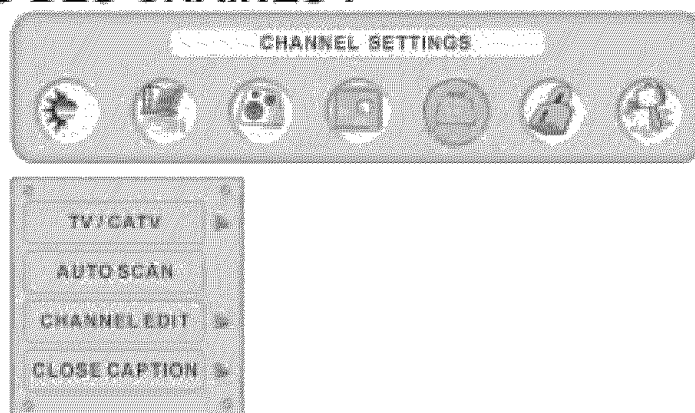 CHANNEL SETTINGS
TV / CATV
AUTO SCAN
CHANNEL EDIT
CLOSE CAPTION